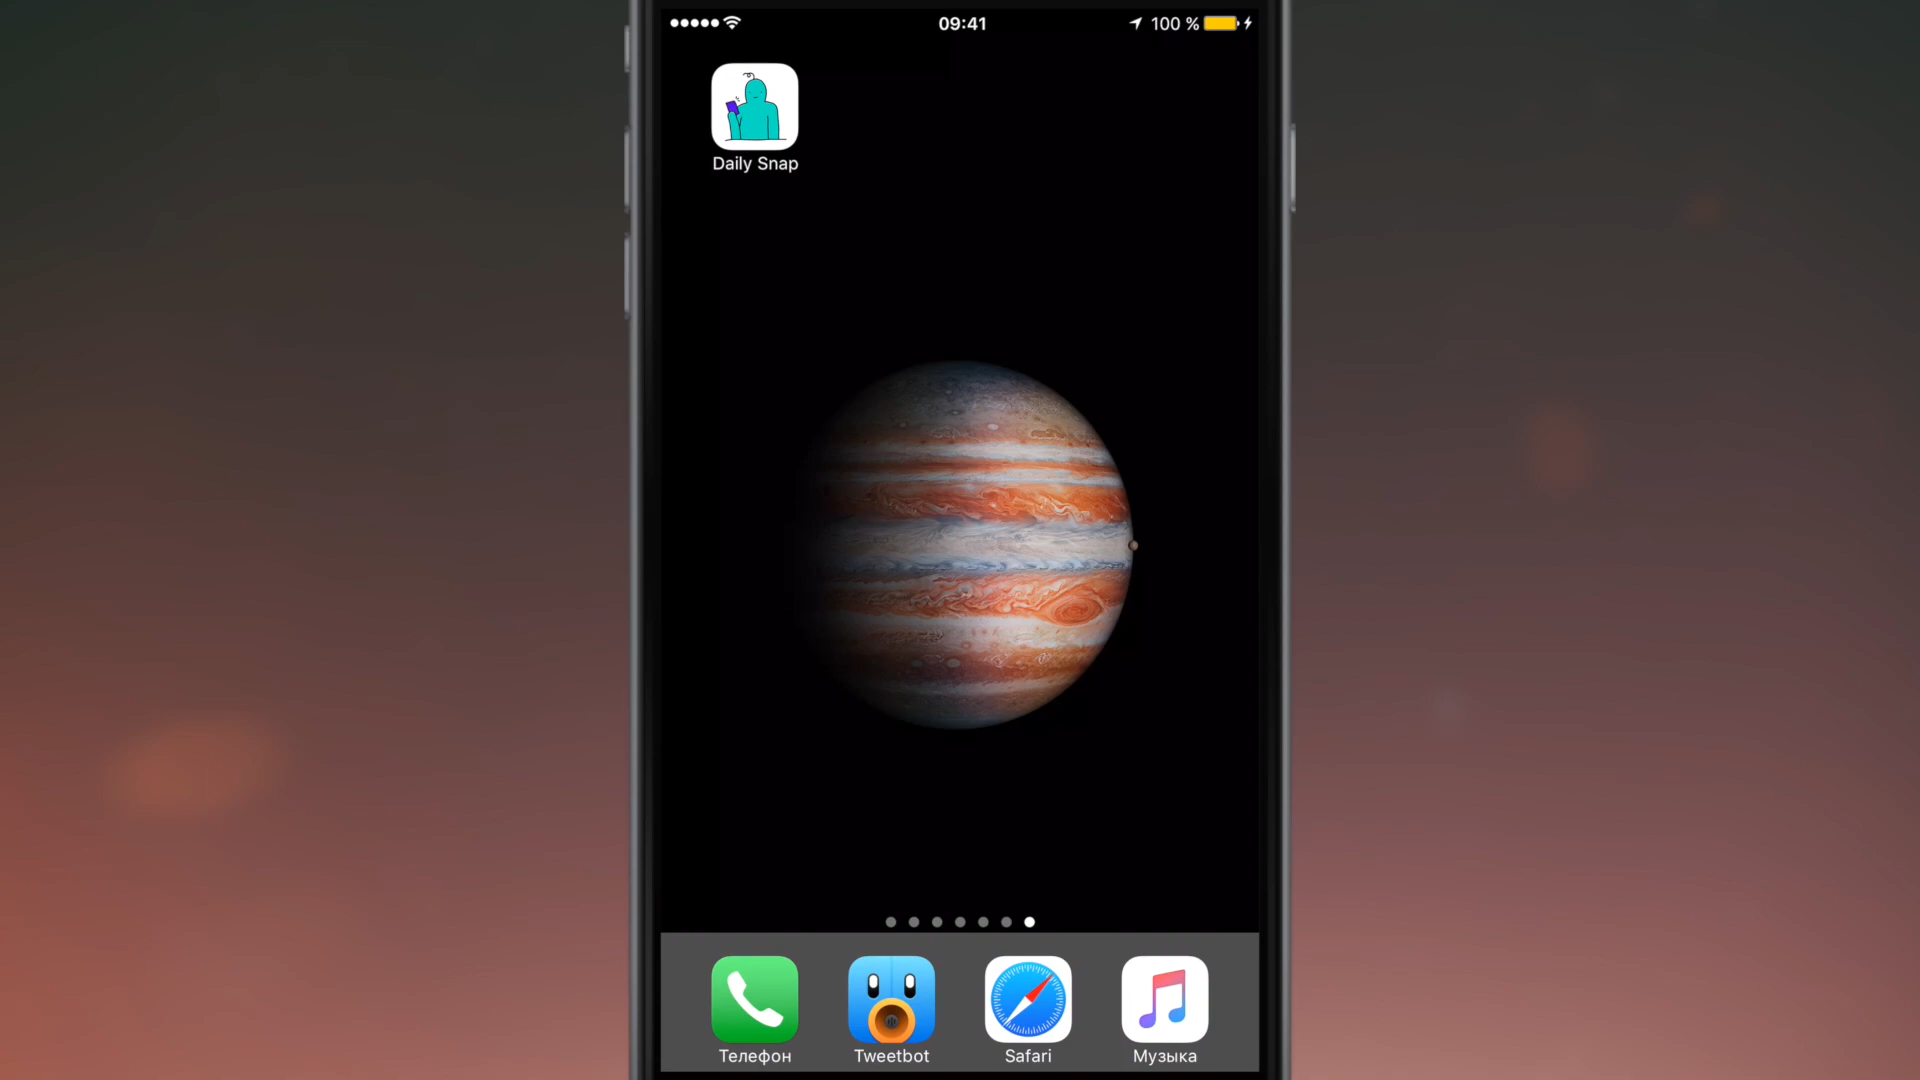 09:41
100 %
Daily Snap
Телефон
Tweetbot
Safari
Музыка